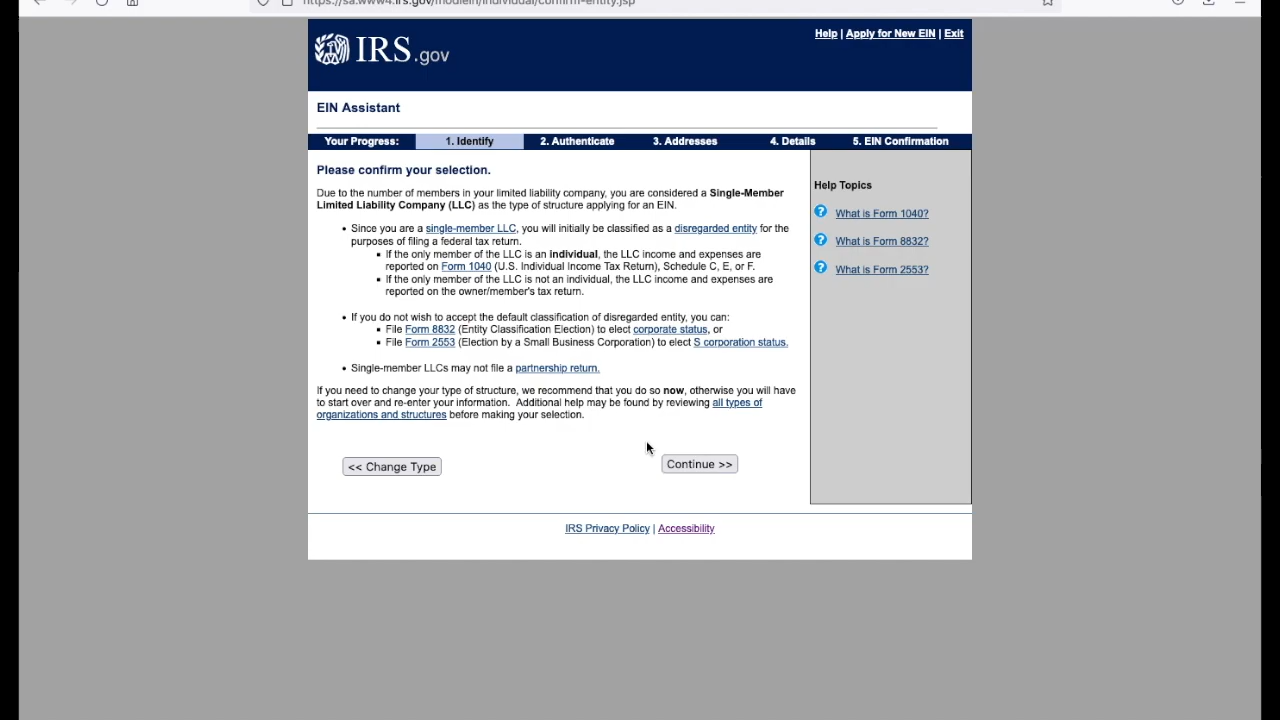 https://sa.www4.irs.gov/modiein/individual/confirm-entity.jsp
IRS.gov
Help | Apply for New EIN | Exit
EIN Assistant
Your Progress: 1. Identify 2. Authenticate 3. Addresses 4. Details 5. EIN Confirmation
Please confirm your selection.
Due to the number of members in your limited liability company, you are considered a Single-Member
Limited Liability Company (LLC) as the type of structure applying for an EIN.
• Since you are a single-member LLC, you will initially be classified as a disregarded entity for the
purposes of filing a federal tax return.
▪ If the only member of the LLC is an individual, the LLC income and expenses are
reported on Form 1040 (U.S. Individual Income Tax Return), Schedule C, E, or F.
▪ If the only member of the LLC is not an individual, the LLC income and expenses are
reported on the owner/member's tax return.
• If you do not wish to accept the default classification of disregarded entity, you can:
▪ File Form 8832 (Entity Classification Election) to elect corporate status, or
▪ File Form 2553 (Election by a Small Business Corporation) to elect S corporation status.
• Single-member LLCs may not file a partnership return.
If you need to change your type of structure, we recommend that you do so now, otherwise you will have
to start over and re-enter your information. Additional help may be found by reviewing all types of
organizations and structures before making your selection.
<< Change Type
Continue >>
Help Topics
What is Form 1040?
What is Form 8832?
What is Form 2553?
IRS Privacy Policy | Accessibility